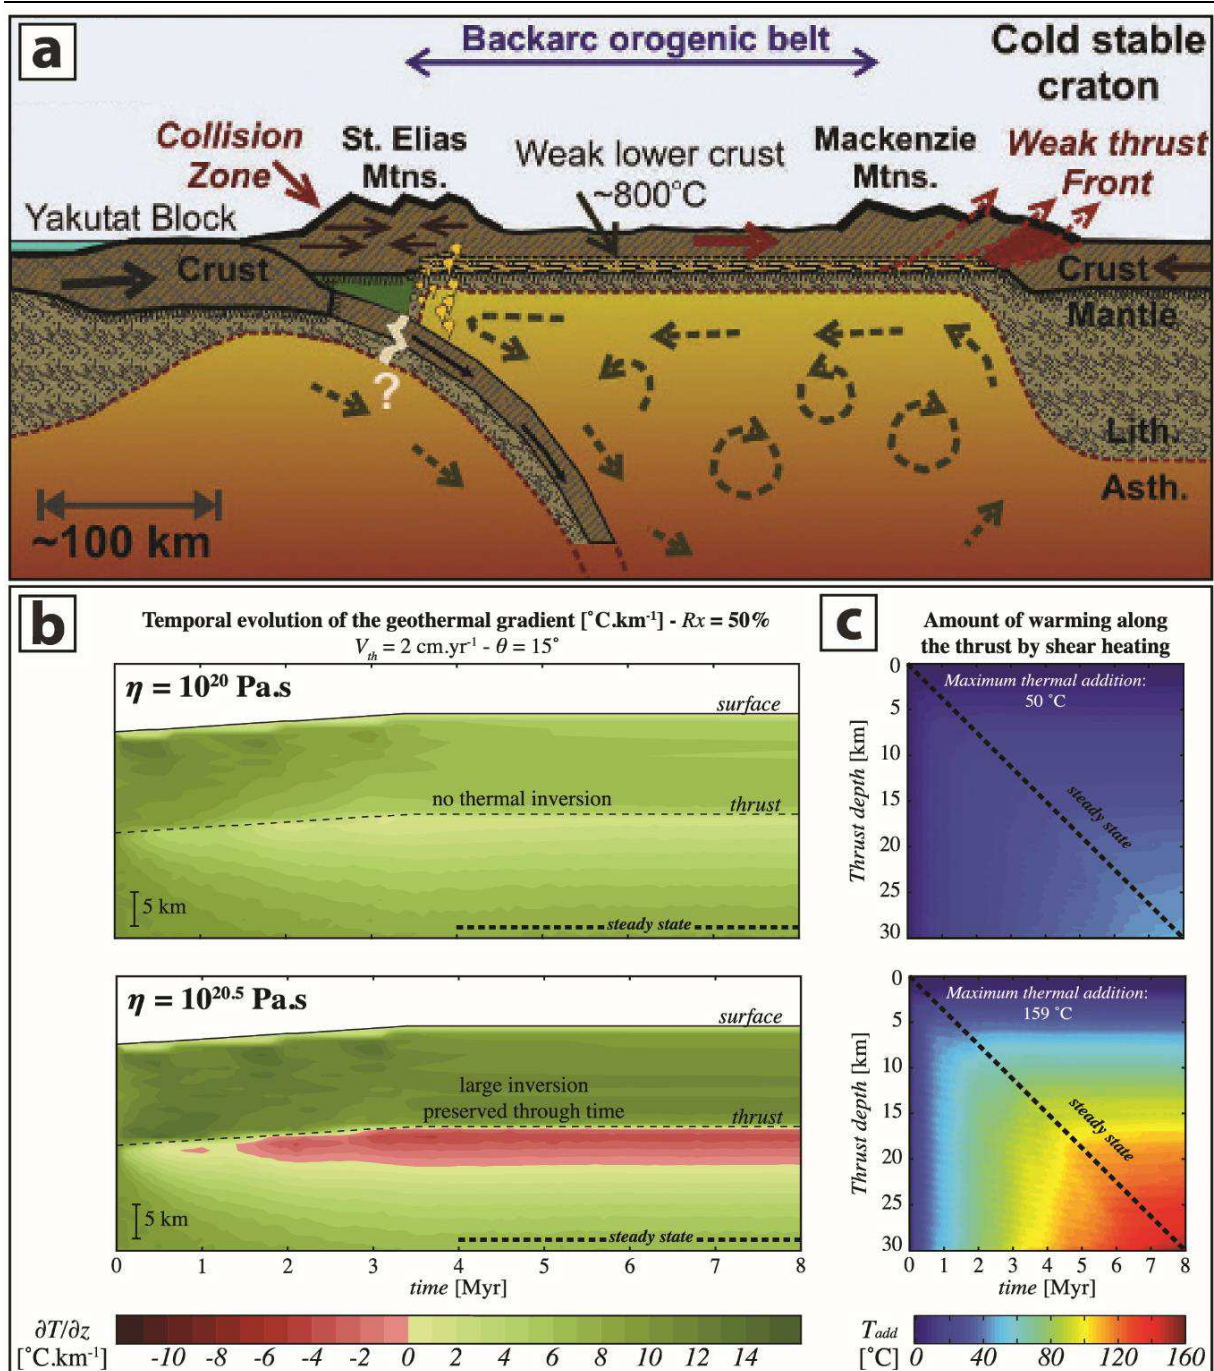 a
Backarc orogenic belt
Cold stable
craton
Collision
Zone
St. Elias
Mtns.
Weak lower crust
~800°C
Mackenzie
Mtns.
Weak thrust
Front
Yakutat Block
Crust
Crust
Mantle
?
Lith.
Asth.
~100 km
b
Temporal evolution of the geothermal gradient [˚C.km-1] - Rx = 50%
Vth = 2 cm.yr-1 - θ = 15˚
η = 10^20 Pa.s
surface
no thermal inversion
thrust
5 km
steady state
η = 10^20.5 Pa.s
surface
large inversion
preserved through time
thrust
5 km
steady state
0 1 2 3 4 5 6 7 8
time [Myr]
∂T/∂z
[˚C.km-1]
-10 -8 -6 -4 -2 0 2 4 6 8 10 12 14
c
Amount of warming along
the thrust by shear heating
Maximum thermal addition:
50 ˚C
0
5
10
15
20
25
30
Thrust depth [km]
steady state
Maximum thermal addition:
159 ˚C
0
5
10
15
20
25
30
Thrust depth [km]
steady state
0 1 2 3 4 5 6 7 8
time [Myr]
Tadd
[˚C]
0 40 80 120 160